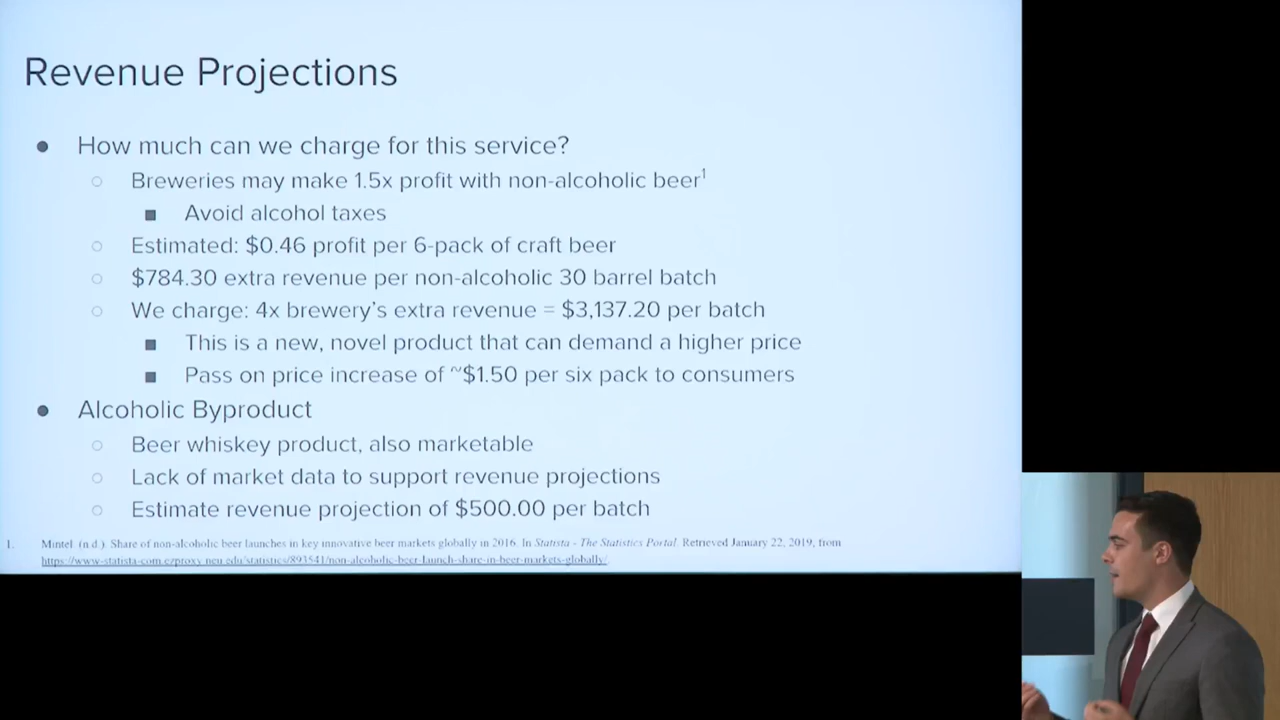 Revenue Projections
● How much can we charge for this service?
○ Breweries may make 1.5x profit with non-alcoholic beer¹
■ Avoid alcohol taxes
○ Estimated: $0.46 profit per 6-pack of craft beer
○ $784.30 extra revenue per non-alcoholic 30 barrel batch
○ We charge: 4x brewery's extra revenue = $3,137.20 per batch
■ This is a new, novel product that can demand a higher price
■ Pass on price increase of ~$1.50 per six pack to consumers
● Alcoholic Byproduct
○ Beer whiskey product, also marketable
○ Lack of market data to support revenue projections
○ Estimate revenue projection of $500.00 per batch
1. Mintel. (n.d.). Share of non-alcoholic beer launches in key innovative beer markets globally in 2016. In Statista - The Statistics Portal. Retrieved January 22, 2019, from
https://www-statista-com.ezproxy.neu.edu/statistics/893541/non-alcoholic-beer-launch-share-in-beer-markets-globally/.